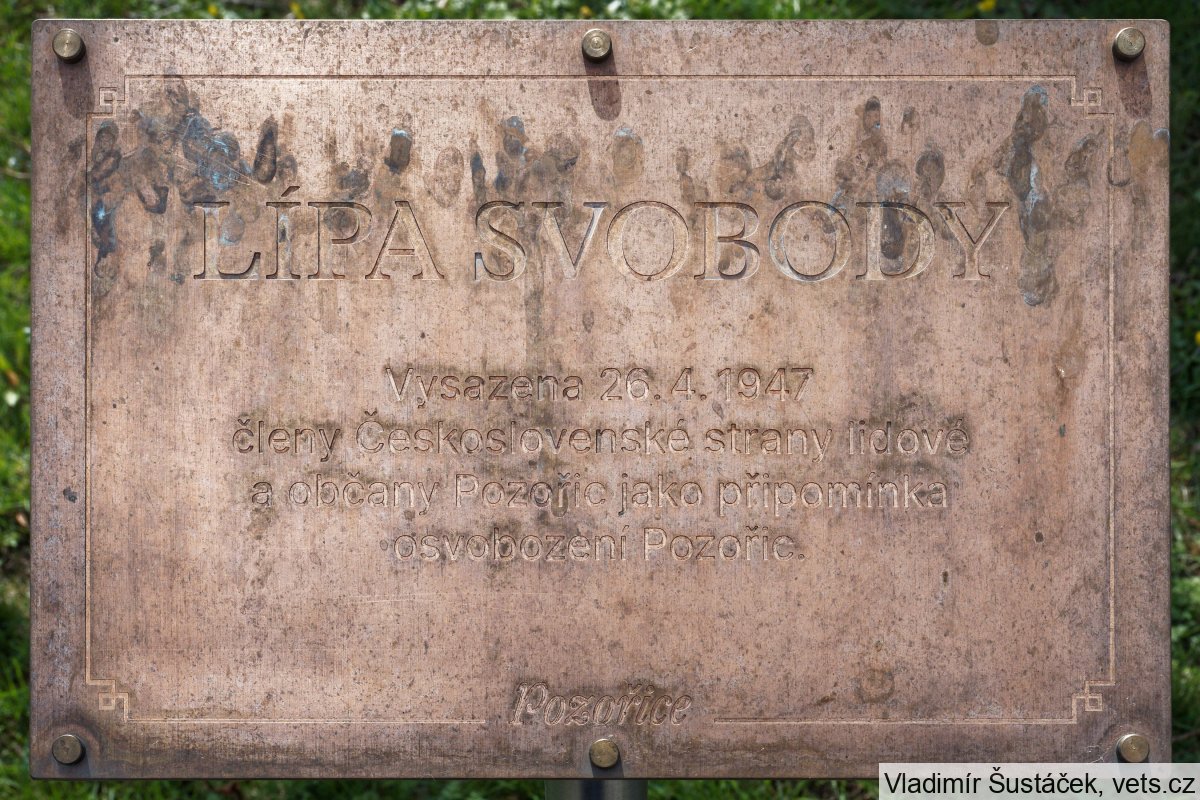 LÍPA SVOBODY
Vysazena 26. 4. 1947
členy Československé strany lidové
a občany Pozořic jako připomínka
osvobození Pozořic.
Pozořice
Vladimír Šustáček, vets.cz